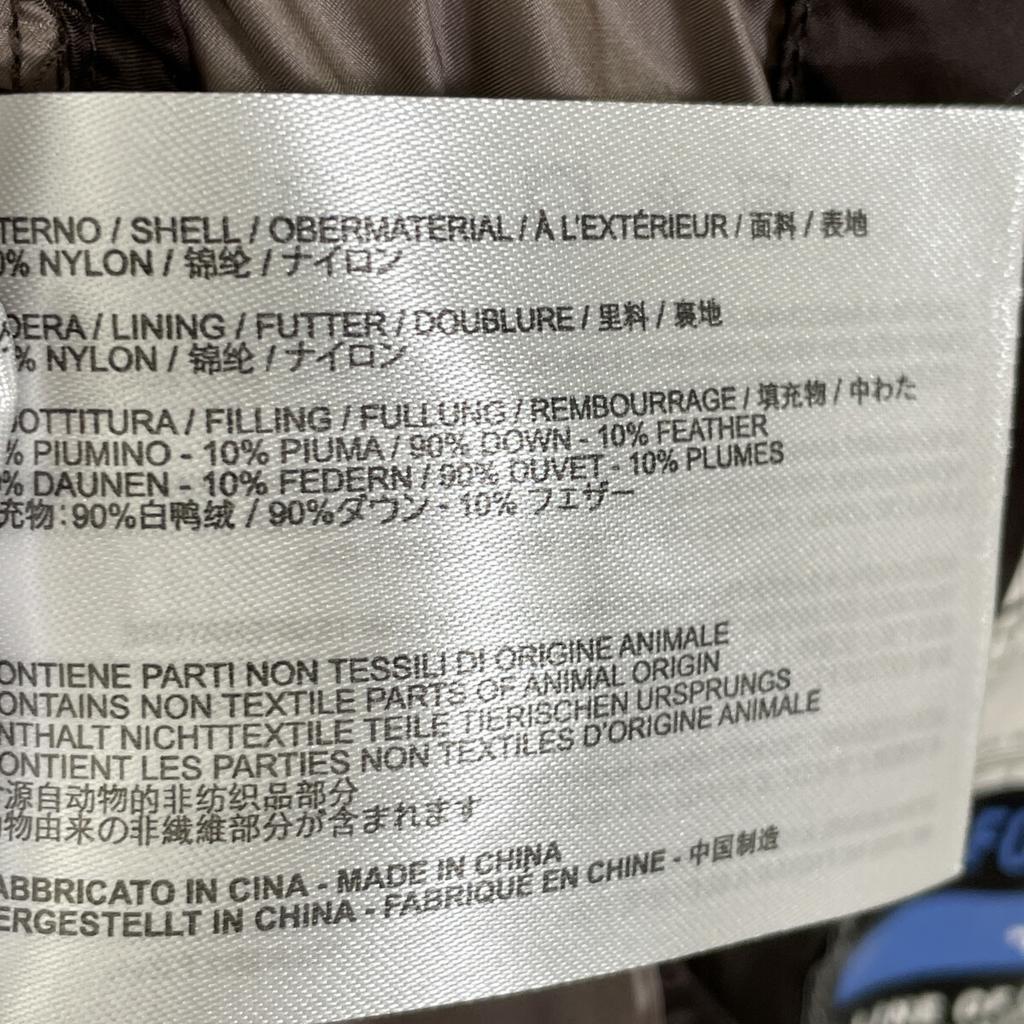 TERNO / SHELL / OBERMATERIAL / À L'EXTÉRIEUR / 面料 / 表地
0% NYLON / 锦纶 / ナイロン
DERA / LINING / FUTTER / DOUBLURE / 里料 / 裏地
% NYLON / 锦纶 / ナイロン
OTTITURA / FILLING / FULLUNG / REMBOURRAGE / 填充物 / 中わた
% PIUMINO - 10% PIUMA / 90% DOWN - 10% FEATHER
% DAUNEN - 10% FEDERN / 90% DUVET - 10% PLUMES
充物:90%白鸭绒 / 90%ダウン - 10% フェザー
ONTIENE PARTI NON TESSILI DI ORIGINE ANIMALE
ONTAINS NON TEXTILE PARTS OF ANIMAL ORIGIN
NTHALT NICHTTEXTILE TEILE TIERISCHEN URSPRUNGS
ONTIENT LES PARTIES NON TEXTILES D'ORIGINE ANIMALE
源自动物的非纺织品部分
物由来の非繊維部分が含まれます
ABBRICATO IN CINA - MADE IN CHINA
ERGESTELLT IN CHINA - FABRIQUÉ EN CHINE - 中国制造